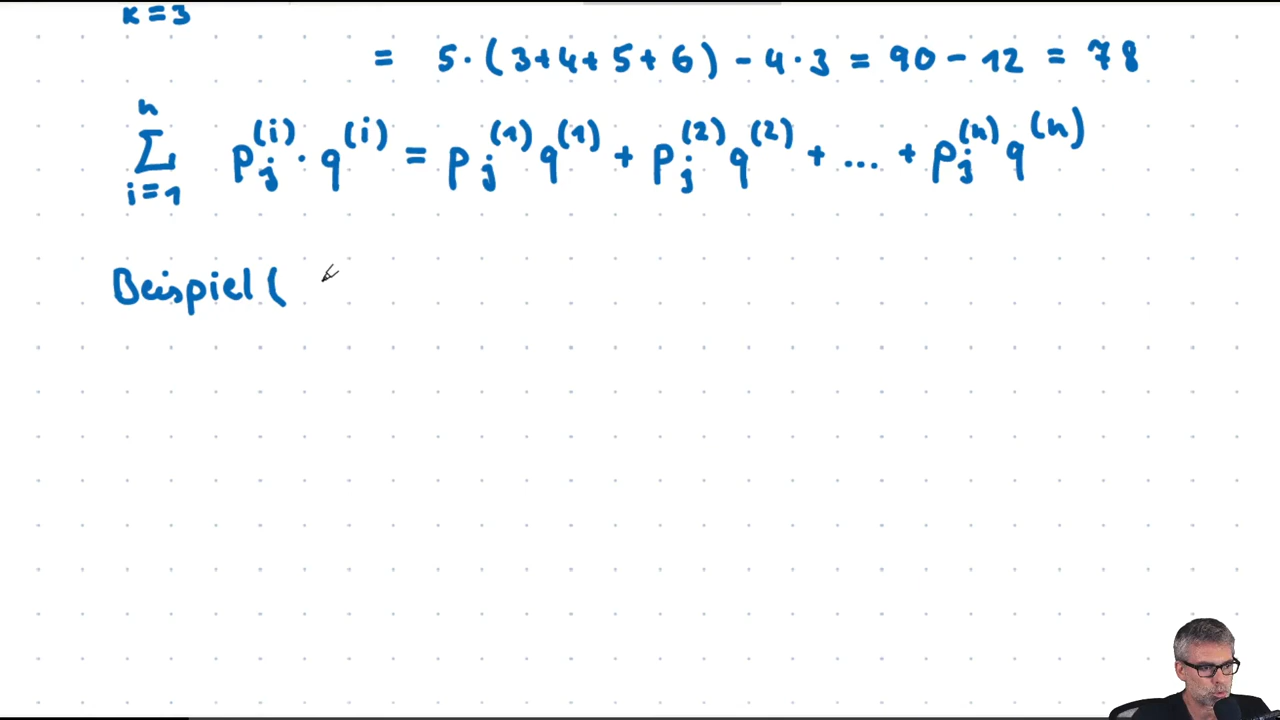 k=3
= 5·(3+4+5+6) - 4·3 = 90 - 12 = 78
n
∑ p_j^(i) · q^(i) = p_j^(1) q^(1) + p_j^(2) q^(2) + ... + p_j^(n) q^(n)
i=1
Beispiel (